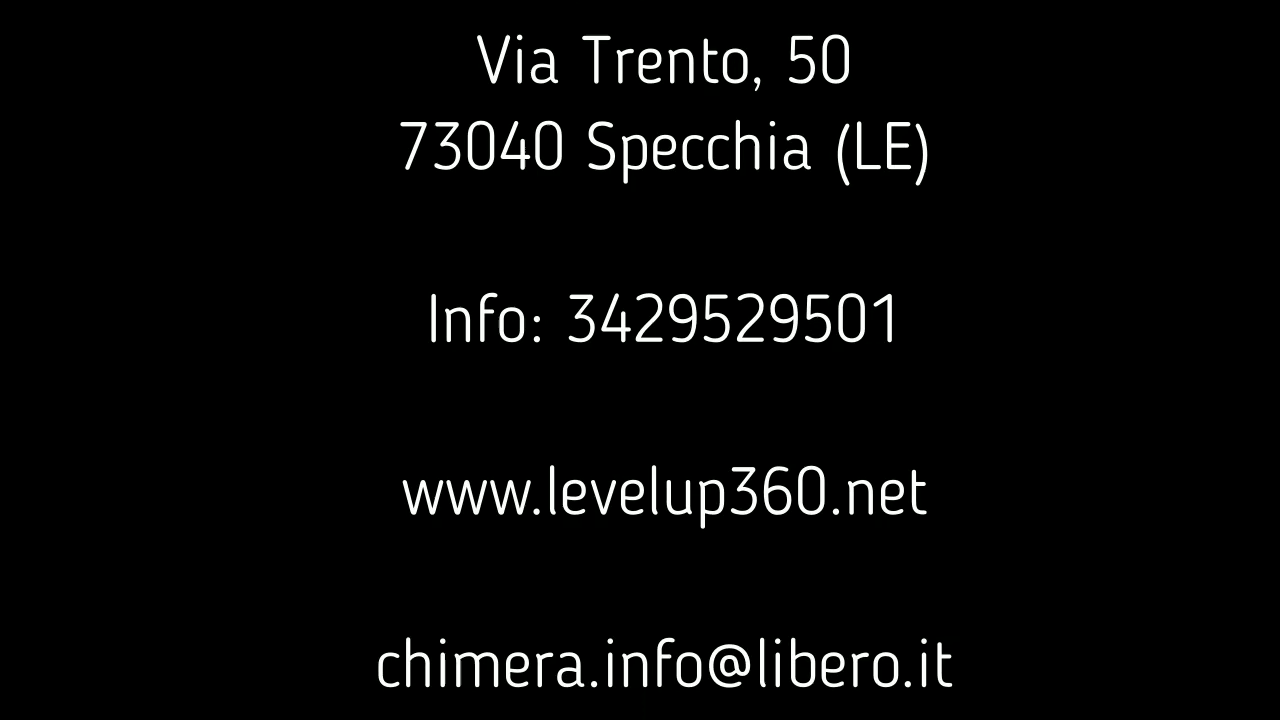 Via Trento, 50
73040 Specchia (LE)
Info: 3429529501
www.levelup360.net
chimera.info@libero.it